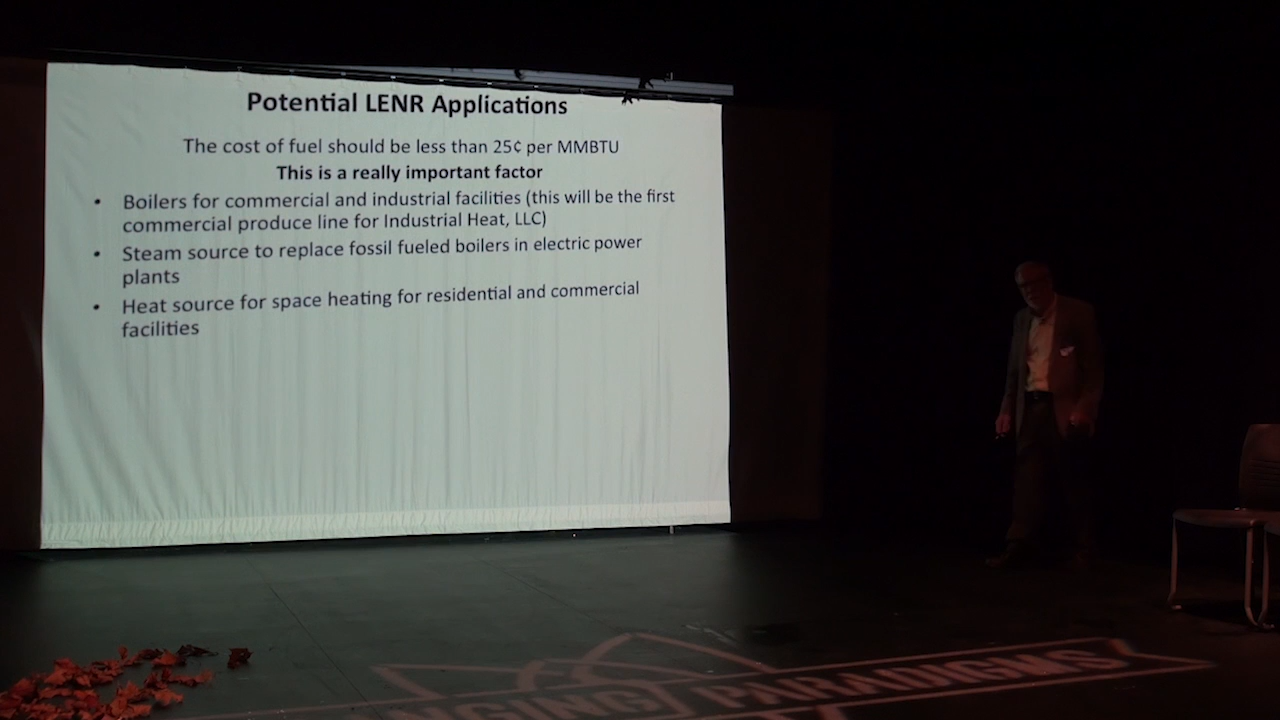 Potential LENR Applications
The cost of fuel should be less than 25¢ per MMBTU
This is a really important factor
• Boilers for commercial and industrial facilities (this will be the first
commercial produce line for Industrial Heat, LLC)
• Steam source to replace fossil fueled boilers in electric power
plants
• Heat source for space heating for residential and commercial
facilities
PARADIGMS